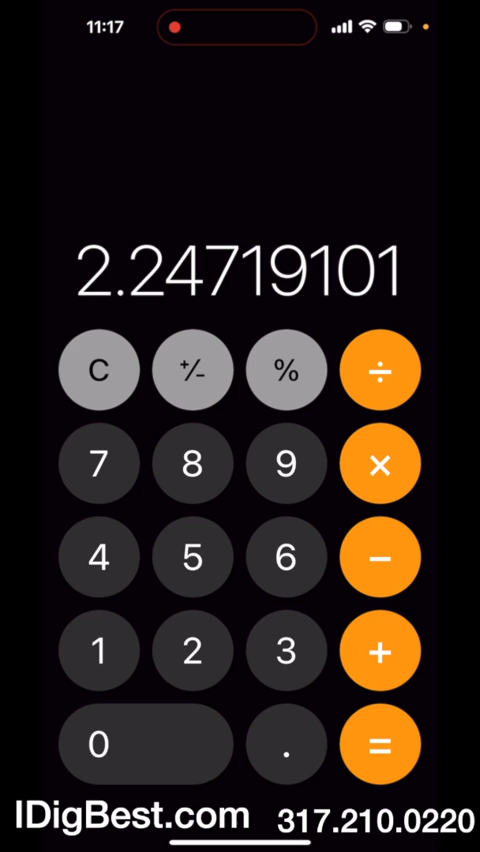 11:17
2.24719101
C +/− % ÷
7 8 9 ×
4 5 6 −
1 2 3 +
0 . =
IDigBest.com 317.210.0220